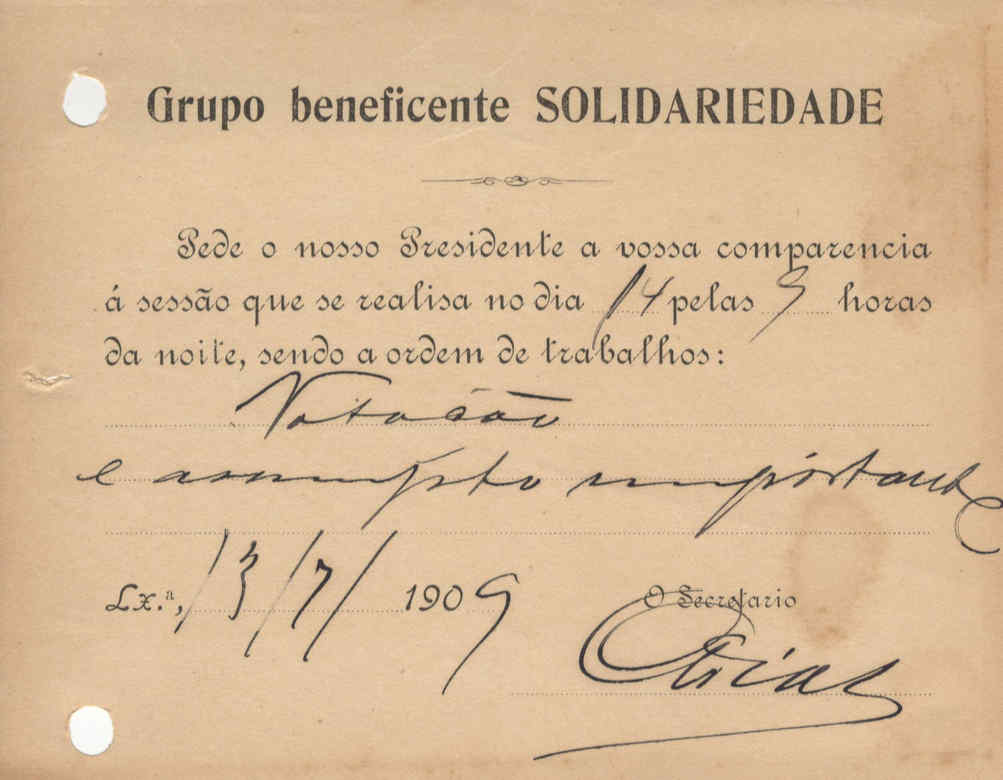 Grupo beneficente SOLIDARIEDADE
Pede o nosso Presidente a vossa comparencia
á sessão que se realisa no dia 14 pelas 9 horas
da noite, sendo a ordem de trabalhos:
Votação
e assumpto importante
Lx.ª, 13/7/ 1909
O Secretario